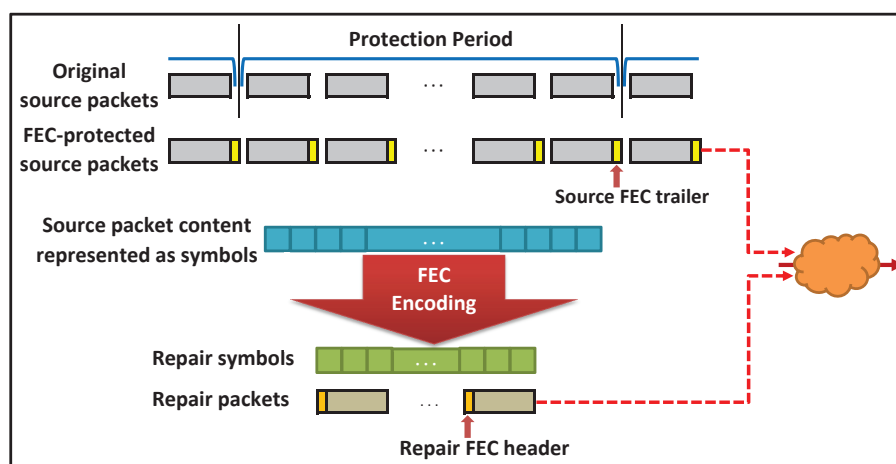 Protection Period
Original
source packets
...
FEC-protected
source packets
...
Source FEC trailer
Source packet content
represented as symbols
...
FEC
Encoding
Repair symbols
...
Repair packets
...
Repair FEC header